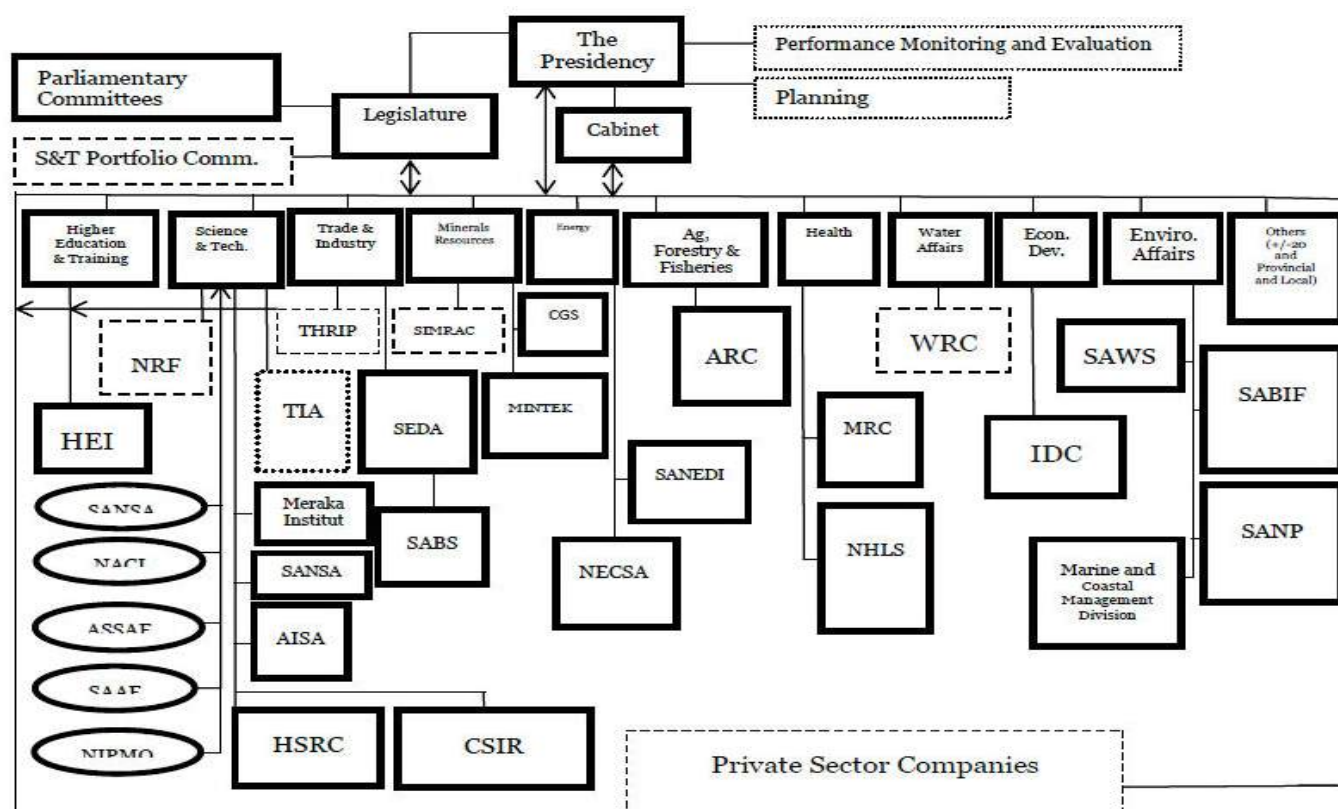 The
Presidency
Performance Monitoring and Evaluation
Planning
Parliamentary
Committees
Legislature
Cabinet
S&T Portfolio Comm.
Higher
Education
& Training
Science
& Tech.
Trade &
Industry
Minerals
Resources
Energy
Ag,
Forestry &
Fisheries
Health
Water
Affairs
Econ.
Dev.
Enviro.
Affairs
Others
(+/-20
and
Provincial
and Local)
NRF
THRIP
SIMRAC
CGS
ARC
WRC
SAWS
SABIF
HEI
TIA
SEDA
MINTEK
MRC
IDC
SANEDI
SANSA
Meraka
Institut
SABS
NECSA
NHLS
SANP
NACI
SANSA
Marine and
Coastal
Management
Division
AISA
NIPMO
HSRC
CSIR
Private Sector Companies